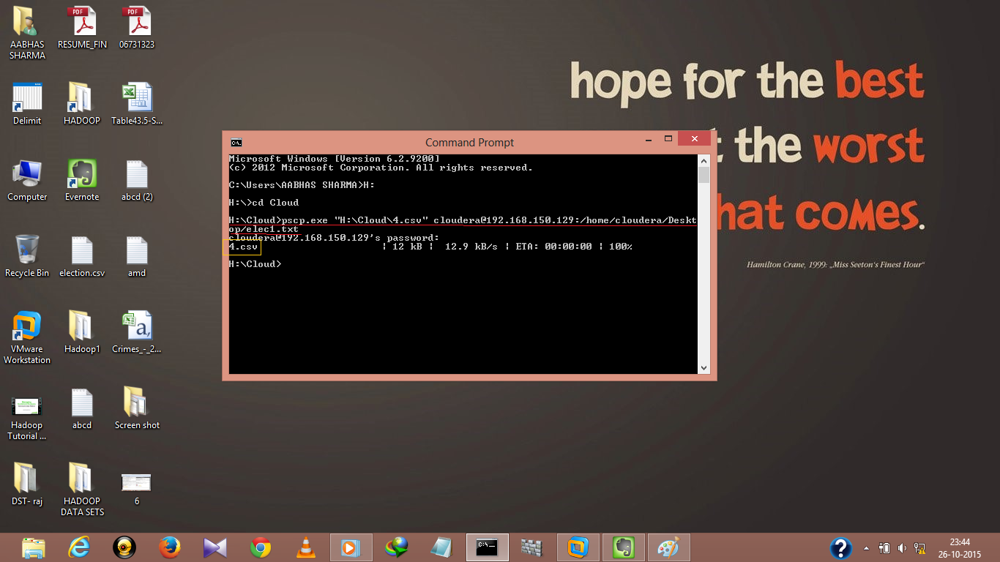 AABHAS
SHARMA
RESUME_FIN
06731323
Delimit
HADOOP
Table43.5-S...
Computer
Evernote
abcd (2)
Recycle Bin
election.csv
amd
VMware
Workstation
Hadoop1
Crimes_-_2...
Hadoop
Tutorial ...
abcd
Screen shot
DST- raj
HADOOP
DATA SETS
6
hope for the best
t the worst
hat comes.
Hamilton Crane, 1999: „Miss Seeton's Finest Hour“
Command Prompt
Microsoft Windows [Version 6.2.9200]
(c) 2012 Microsoft Corporation. All rights reserved.
C:\Users\AABHAS SHARMA>H:
H:\>cd Cloud
H:\Cloud>pscp.exe "H:\Cloud\4.csv" cloudera@192.168.150.129:/home/cloudera/Deskt
op/elec1.txt
cloudera@192.168.150.129's password:
4.csv | 12 kB | 12.9 kB/s | ETA: 00:00:00 | 100%
H:\Cloud>
23:44
26-10-2015